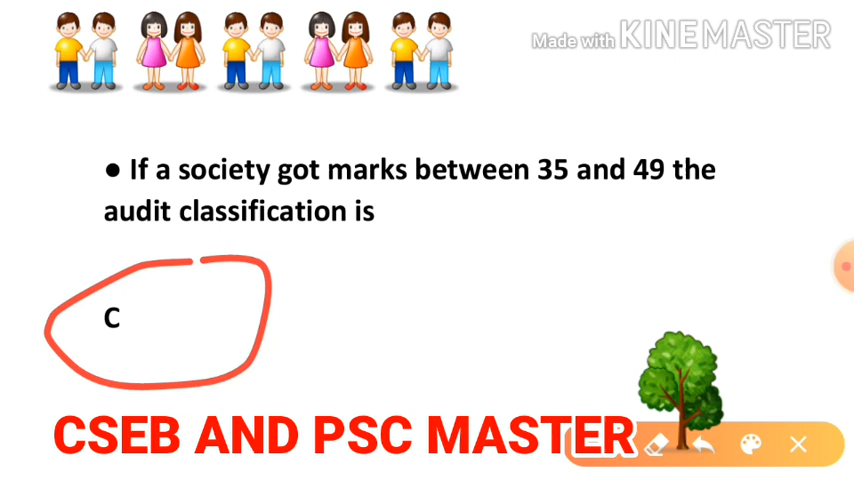 Made with KINEMASTER
● If a society got marks between 35 and 49 the
audit classification is
C
CSEB AND PSC MASTER